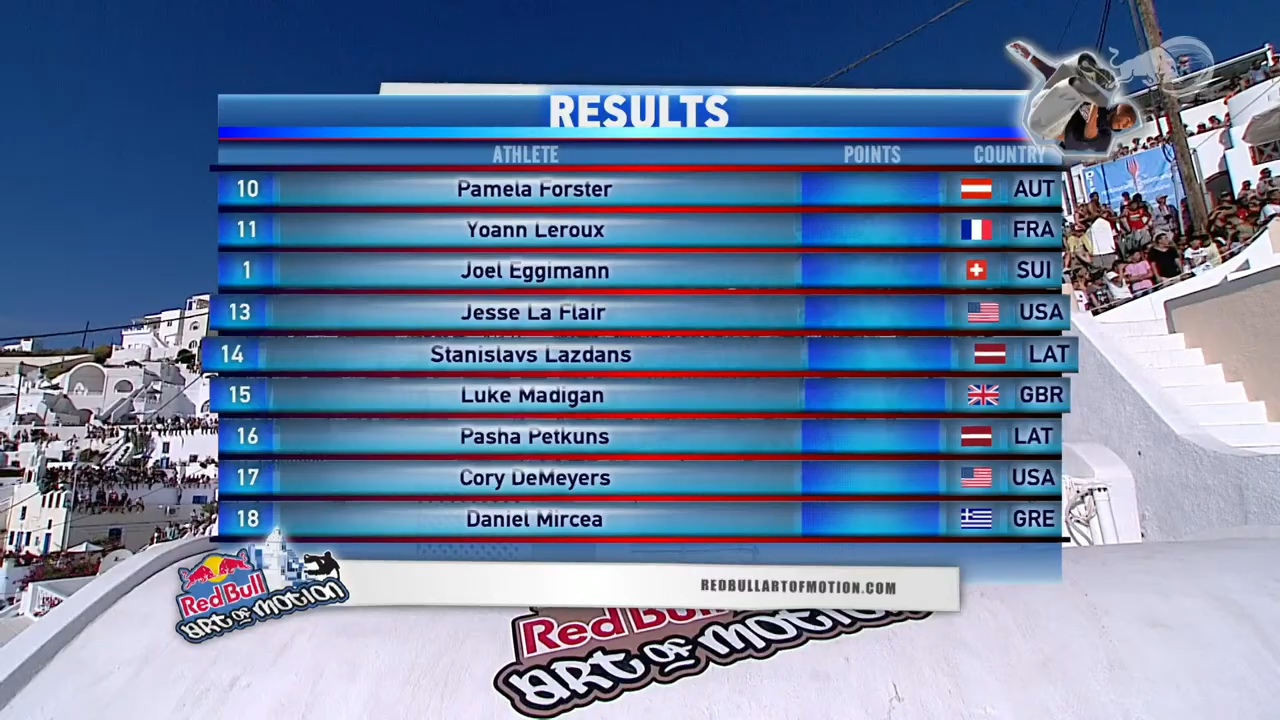 RESULTS
ATHLETE POINTS COUNTRY
10 Pamela Forster AUT
11 Yoann Leroux FRA
1 Joel Eggimann SUI
13 Jesse La Flair USA
14 Stanislavs Lazdans LAT
15 Luke Madigan GBR
16 Pasha Petkuns LAT
17 Cory DeMeyers USA
18 Daniel Mircea GRE
REDBULLARTOFMOTION.COM
Red Bull
ART OF MOTION
Red Bull
ART OF MOTION